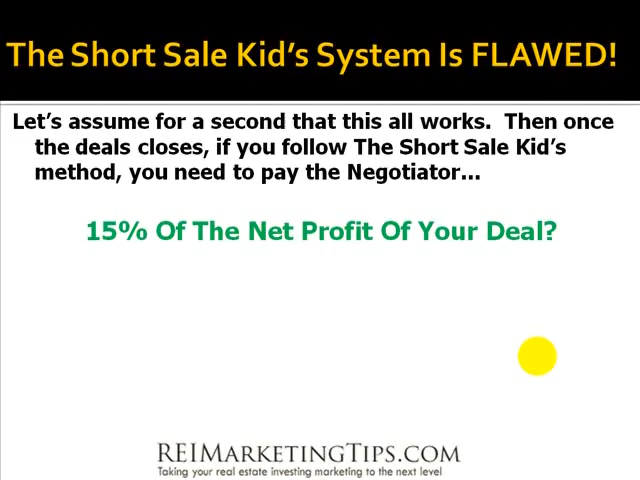 The Short Sale Kid's System Is FLAWED!
Let's assume for a second that this all works.  Then once
the deals closes, if you follow The Short Sale Kid's
method, you need to pay the Negotiator...
15% Of The Net Profit Of Your Deal?
REIMARKETINGTIPS.COM
Taking your real estate investing marketing to the next level